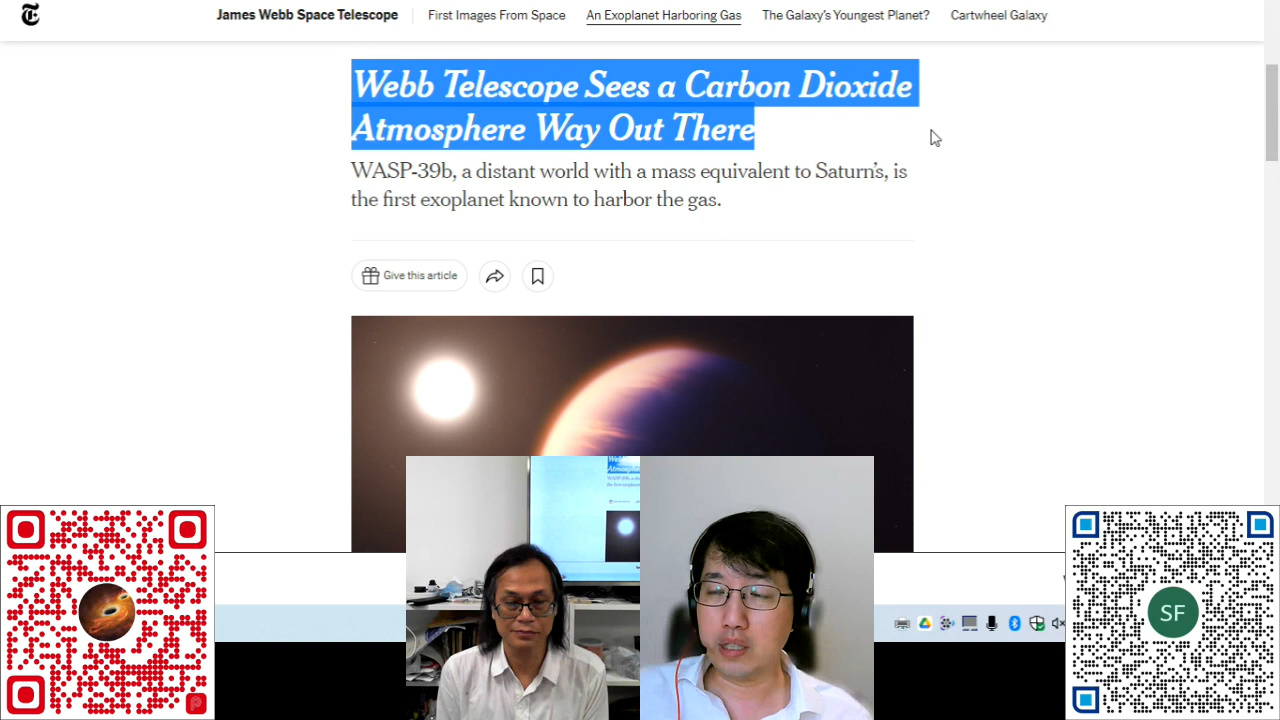 James Webb Space Telescope
First Images From Space
An Exoplanet Harboring Gas
The Galaxy's Youngest Planet?
Cartwheel Galaxy
Webb Telescope Sees a Carbon Dioxide
Atmosphere Way Out There
WASP-39b, a distant world with a mass equivalent to Saturn's, is
the first exoplanet known to harbor the gas.
Give this article
SF